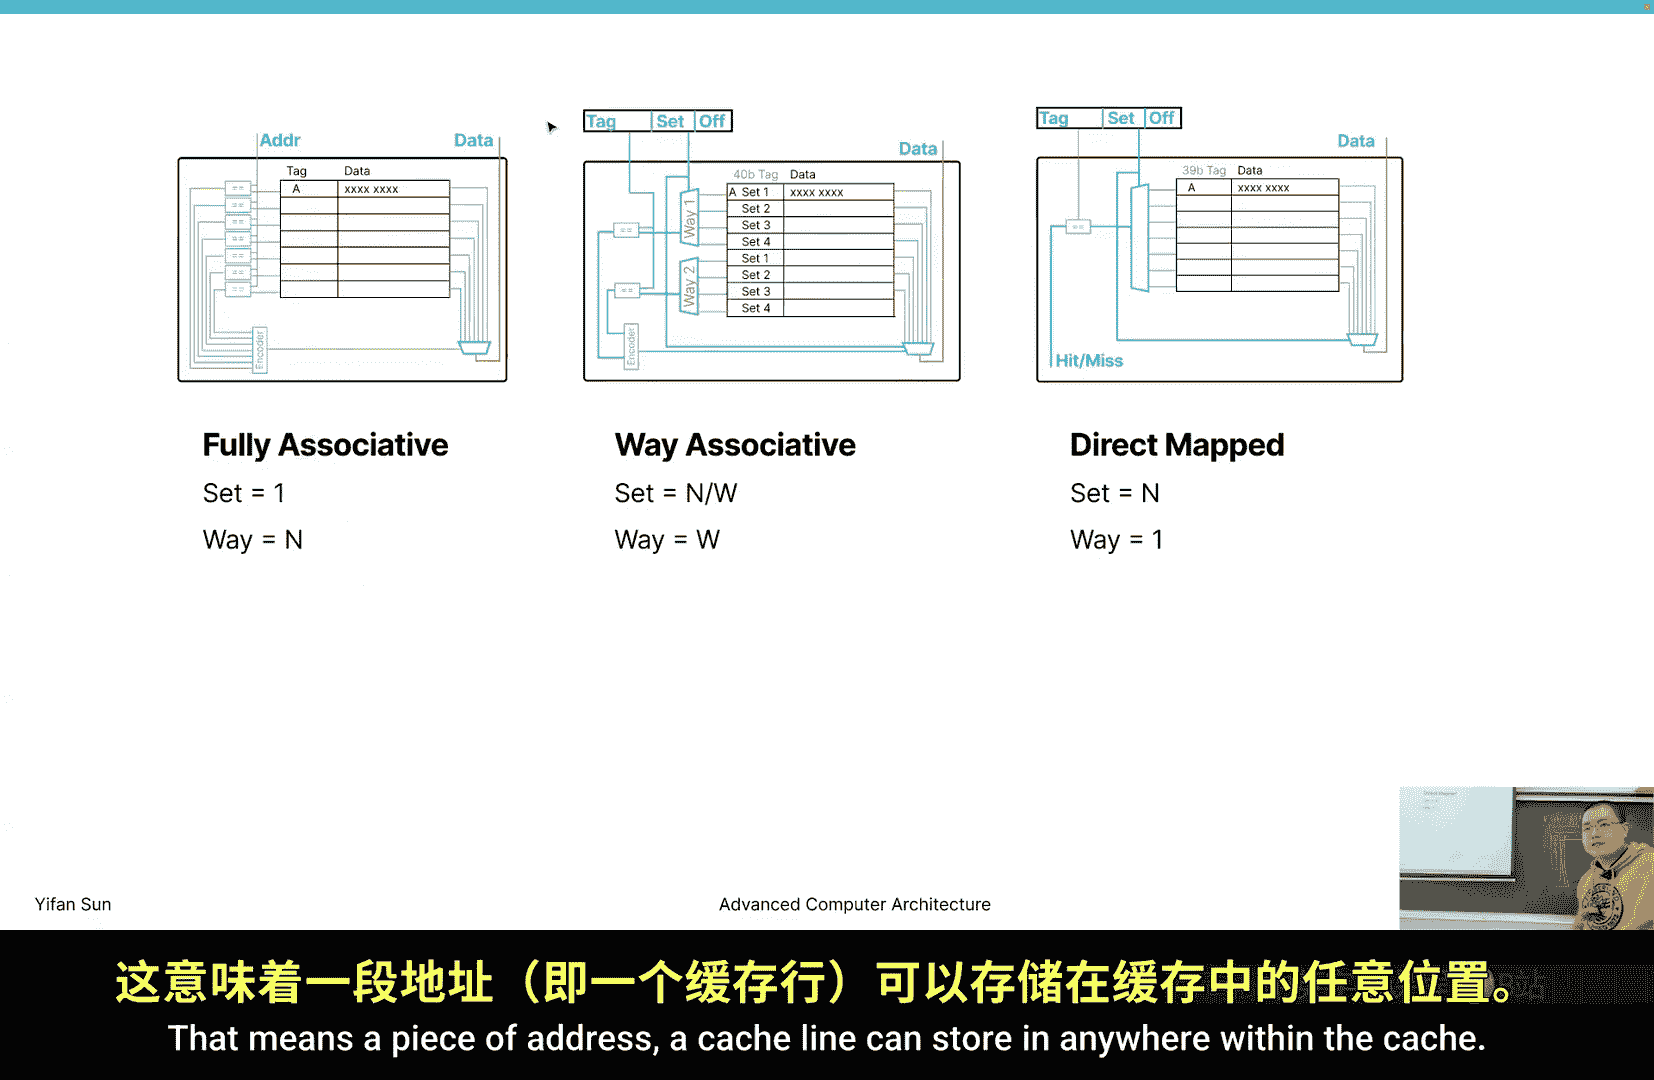 Addr
Data
Tag
Data
A
xxxx xxxx
==
==
==
==
==
==
==
Encoder
Fully Associative
Set = 1
Way = N
Tag
Set
Off
Data
40b Tag
Data
A
Set 1
xxxx xxxx
Set 2
Set 3
Set 4
Set 1
Set 2
Set 3
Set 4
Way 1
Way 2
==
==
Encoder
Way Associative
Set = N/W
Way = W
Tag
Set
Off
Data
39b Tag
Data
A
xxxx xxxx
==
Hit/Miss
Direct Mapped
Set = N
Way = 1
Yifan Sun
Advanced Computer Architecture
这意味着一段地址（即一个缓存行）可以存储在缓存中的任意位置。
That means a piece of address, a cache line can store in anywhere within the cache.